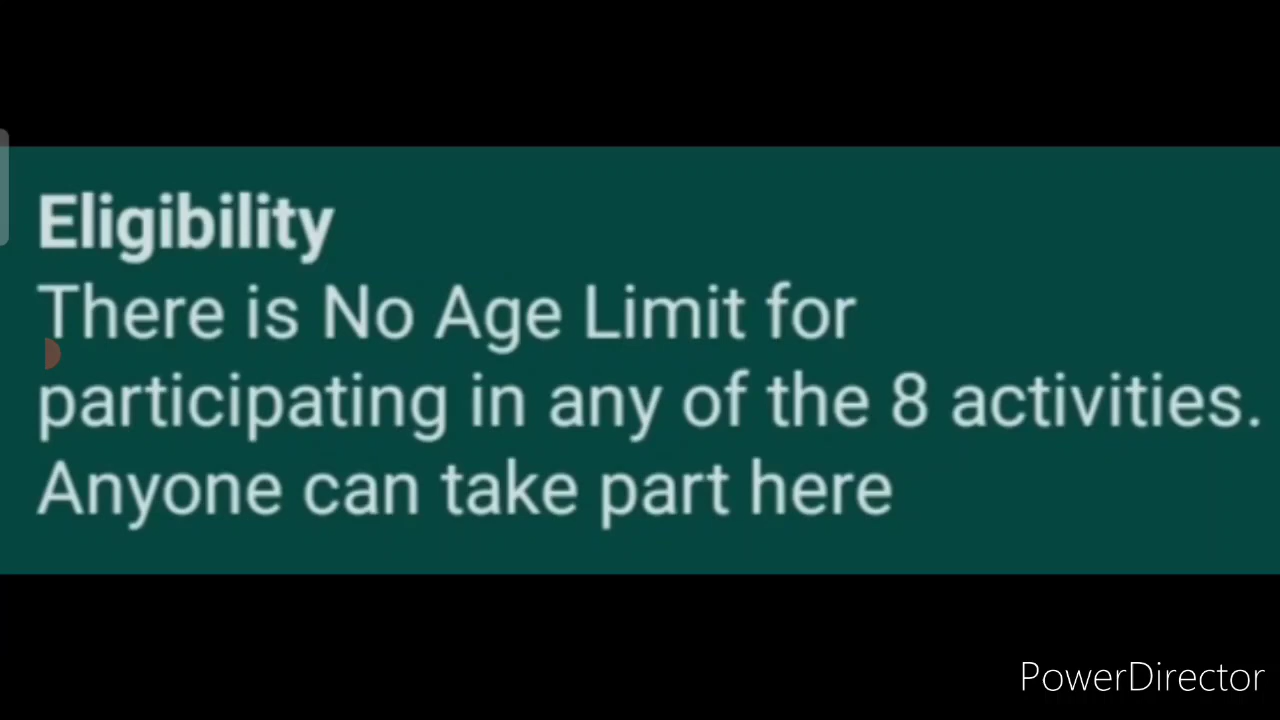 Eligibility
There is No Age Limit for
participating in any of the 8 activities.
Anyone can take part here
PowerDirector